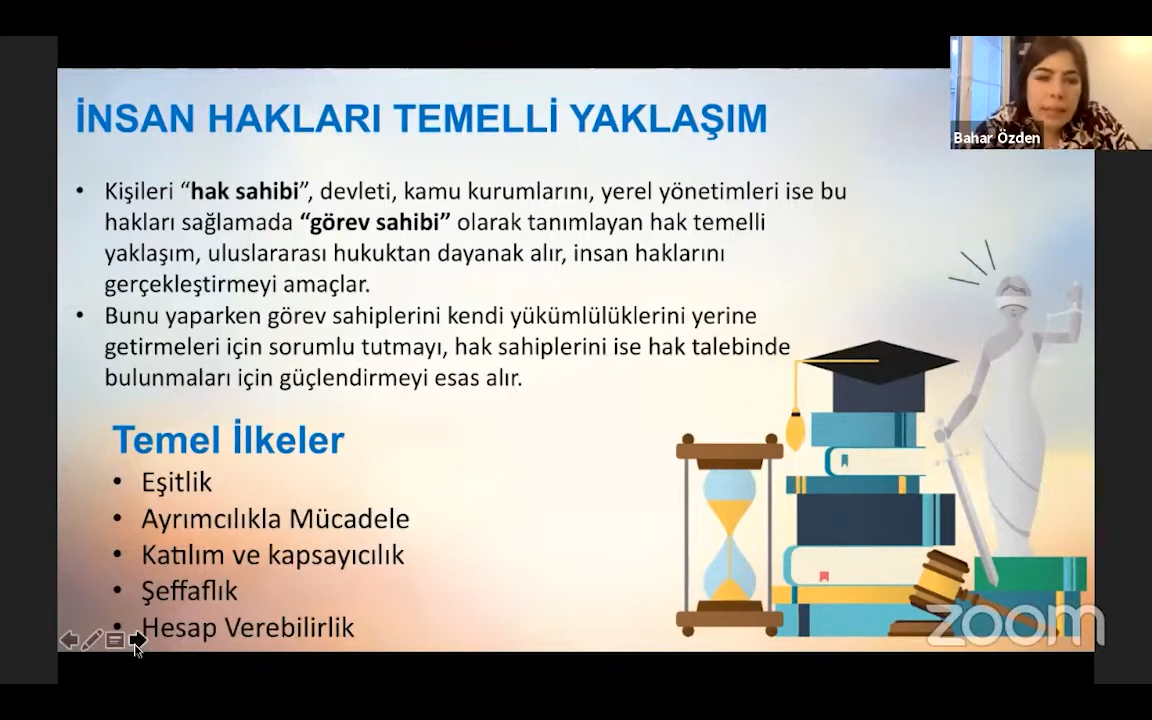 İNSAN HAKLARI TEMELLİ YAKLAŞIM
Bahar Özden
• Kişileri “hak sahibi”, devleti, kamu kurumlarını, yerel yönetimleri ise bu
hakları sağlamada “görev sahibi” olarak tanımlayan hak temelli
yaklaşım, uluslararası hukuktan dayanak alır, insan haklarını
gerçekleştirmeyi amaçlar.
• Bunu yaparken görev sahiplerini kendi yükümlülüklerini yerine
getirmeleri için sorumlu tutmayı, hak sahiplerini ise hak talebinde
bulunmaları için güçlendirmeyi esas alır.
Temel İlkeler
• Eşitlik
• Ayrımcılıkla Mücadele
• Katılım ve kapsayıcılık
• Şeffaflık
• Hesap Verebilirlik
zoom